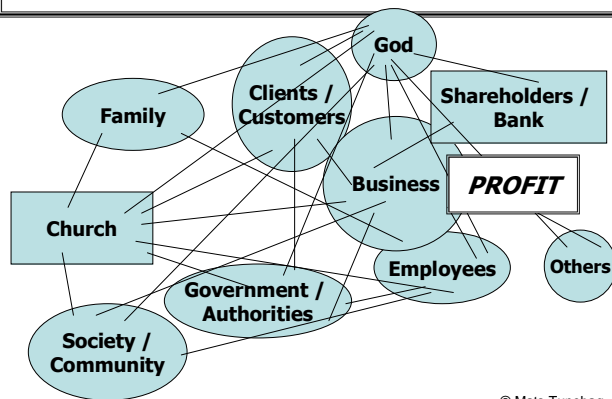 God
Clients /
Customers
Shareholders /
Bank
Family
Business
PROFIT
Church
Employees
Others
Government /
Authorities
Society /
Community